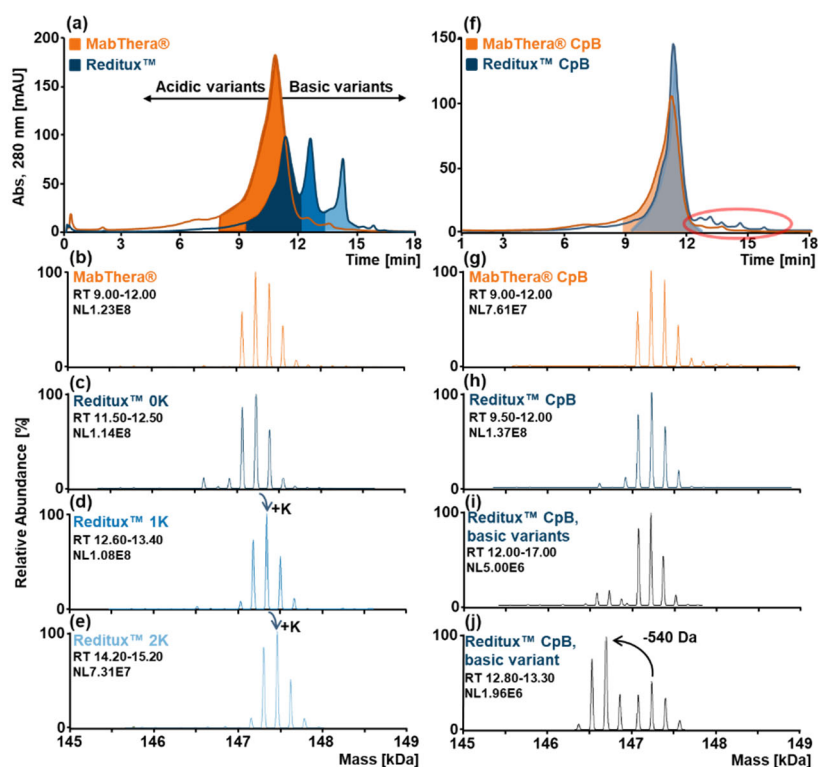 (a)
MabThera®
Reditux™
Acidic variants
Basic variants
Abs, 280 nm [mAU]
200
150
100
50
0
0
3
6
9
12
15
18
Time [min]
(b)
MabThera®
RT 9.00-12.00
NL1.23E8
100
0
(c)
Reditux™ 0K
RT 11.50-12.50
NL1.14E8
100
0
Relative Abundance [%]
(d)
+K
Reditux™ 1K
RT 12.60-13.40
NL1.08E8
100
0
(e)
+K
Reditux™ 2K
RT 14.20-15.20
NL7.31E7
100
0
145
146
147
148
149
Mass [kDa]
(f)
MabThera® CpB
Reditux™ CpB
150
100
50
0
1
3
6
9
12
15
18
Time [min]
(g)
MabThera® CpB
RT 9.00-12.00
NL7.61E7
100
0
(h)
Reditux™ CpB
RT 9.50-12.00
NL1.37E8
100
0
(i)
Reditux™ CpB,
basic variants
RT 12.00-17.00
NL5.00E6
100
0
(j)
Reditux™ CpB,
basic variant
RT 12.80-13.30
NL1.96E6
-540 Da
100
0
145
146
147
148
149
Mass [kDa]